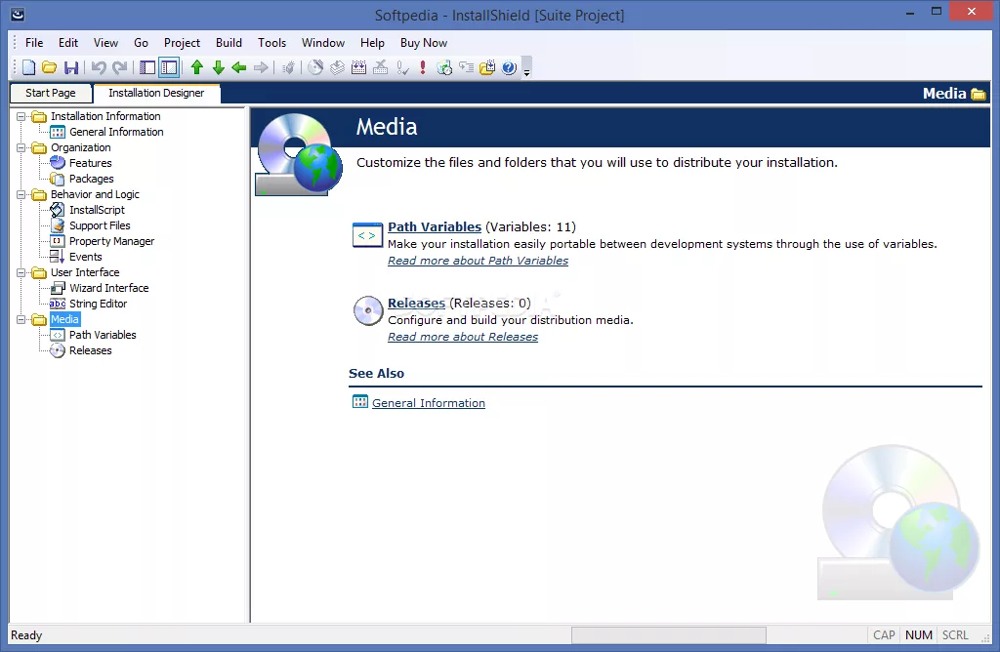 Softpedia - InstallShield [Suite Project]
File Edit View Go Project Build Tools Window Help Buy Now
Start Page Installation Designer Media
Installation Information
General Information
Organization
Features
Packages
Behavior and Logic
InstallScript
Support Files
Property Manager
Events
User Interface
Wizard Interface
abc String Editor
Media
Path Variables
Releases
Media
Customize the files and folders that you will use to distribute your installation.
Path Variables (Variables: 11)
Make your installation easily portable between development systems through the use of variables.
Read more about Path Variables
Releases (Releases: 0)
Configure and build your distribution media.
Read more about Releases
See Also
General Information
Ready CAP NUM SCRL